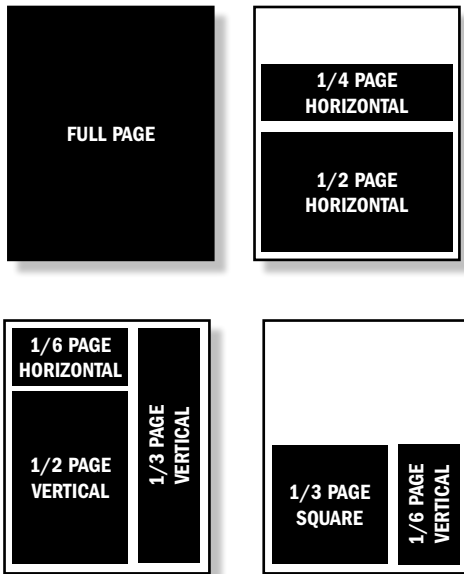 FULL PAGE
1/4 PAGE
HORIZONTAL
1/2 PAGE
HORIZONTAL
1/6 PAGE
HORIZONTAL
1/2 PAGE
VERTICAL
1/3 PAGE
VERTICAL
1/3 PAGE
SQUARE
1/6 PAGE
VERTICAL